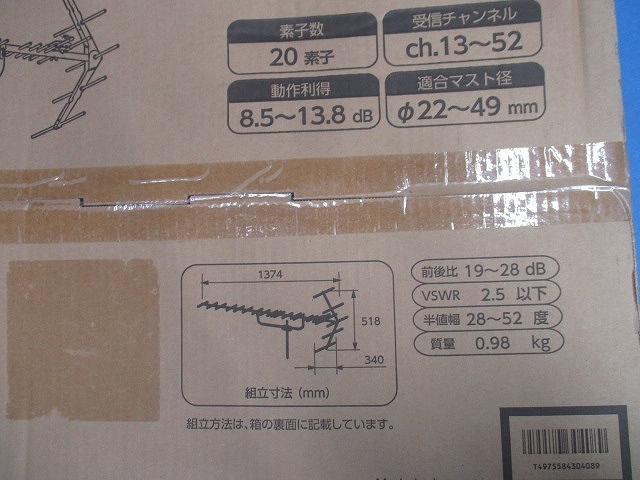 素子数
20 素子
受信チャンネル
ch.13〜52
動作利得
8.5〜13.8 dB
適合マスト径
φ22〜49 mm
1374
518
340
組立寸法（mm）
前後比 19〜28 dB
VSWR 2.5 以下
半値幅 28〜52 度
質量 0.98 kg
組立方法は、箱の裏面に記載しています。
T4975584304089